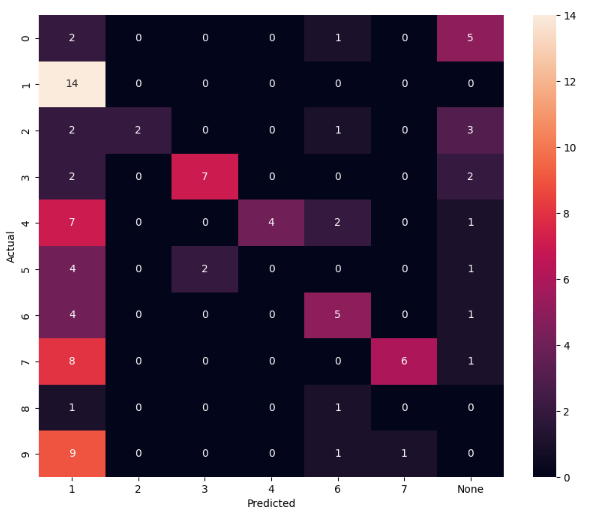 14
0 2 0 0 0 1 0 5
12
1 14 0 0 0 0 0 0
10
2 2 2 0 0 1 0 3
3 2 0 7 0 0 0 2
8
Actual
4 7 0 0 4 2 0 1
6
5 4 0 2 0 0 0 1
6 4 0 0 0 5 0 1
4
7 8 0 0 0 0 6 1
2
8 1 0 0 0 1 0 0
9 9 0 0 0 1 1 0
0
1 2 3 4 6 7 None
Predicted